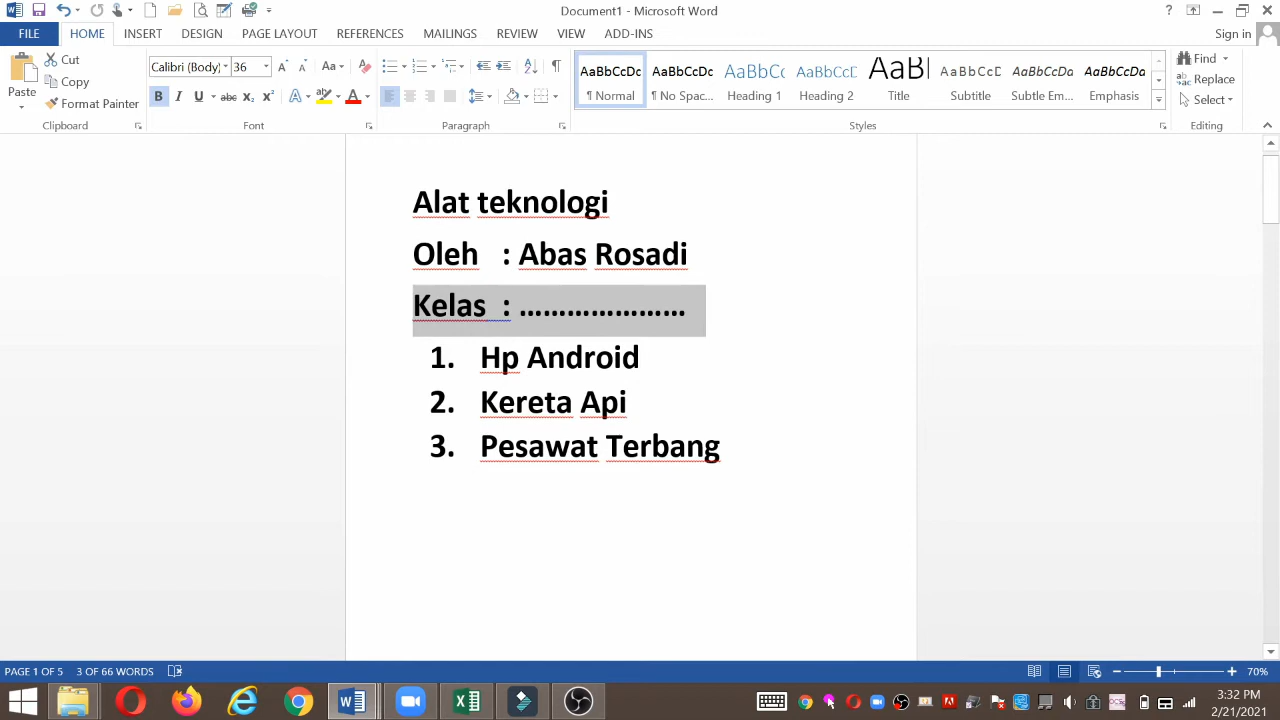 Document1 - Microsoft Word
?
FILE HOME INSERT DESIGN PAGE LAYOUT REFERENCES MAILINGS REVIEW VIEW ADD-INS Sign in
Paste
Cut
Copy
Format Painter
Clipboard
Calibri (Body) 36 Aa
B I U abc x₂ x² A A
Font
Paragraph
AaBbCcDc AaBbCcDc AaBbCc AaBbCcD AaBl AaBbCcD AaBbCcDa AaBbCcDa
¶ Normal ¶ No Spac... Heading 1 Heading 2 Title Subtitle Subtle Em... Emphasis
Styles
Find
Replace
Select
Editing
Alat teknologi
Oleh : Abas Rosadi
Kelas : .....................
1. Hp Android
2. Kereta Api
3. Pesawat Terbang
PAGE 1 OF 5 3 OF 66 WORDS 70%
3:32 PM
2/21/2021